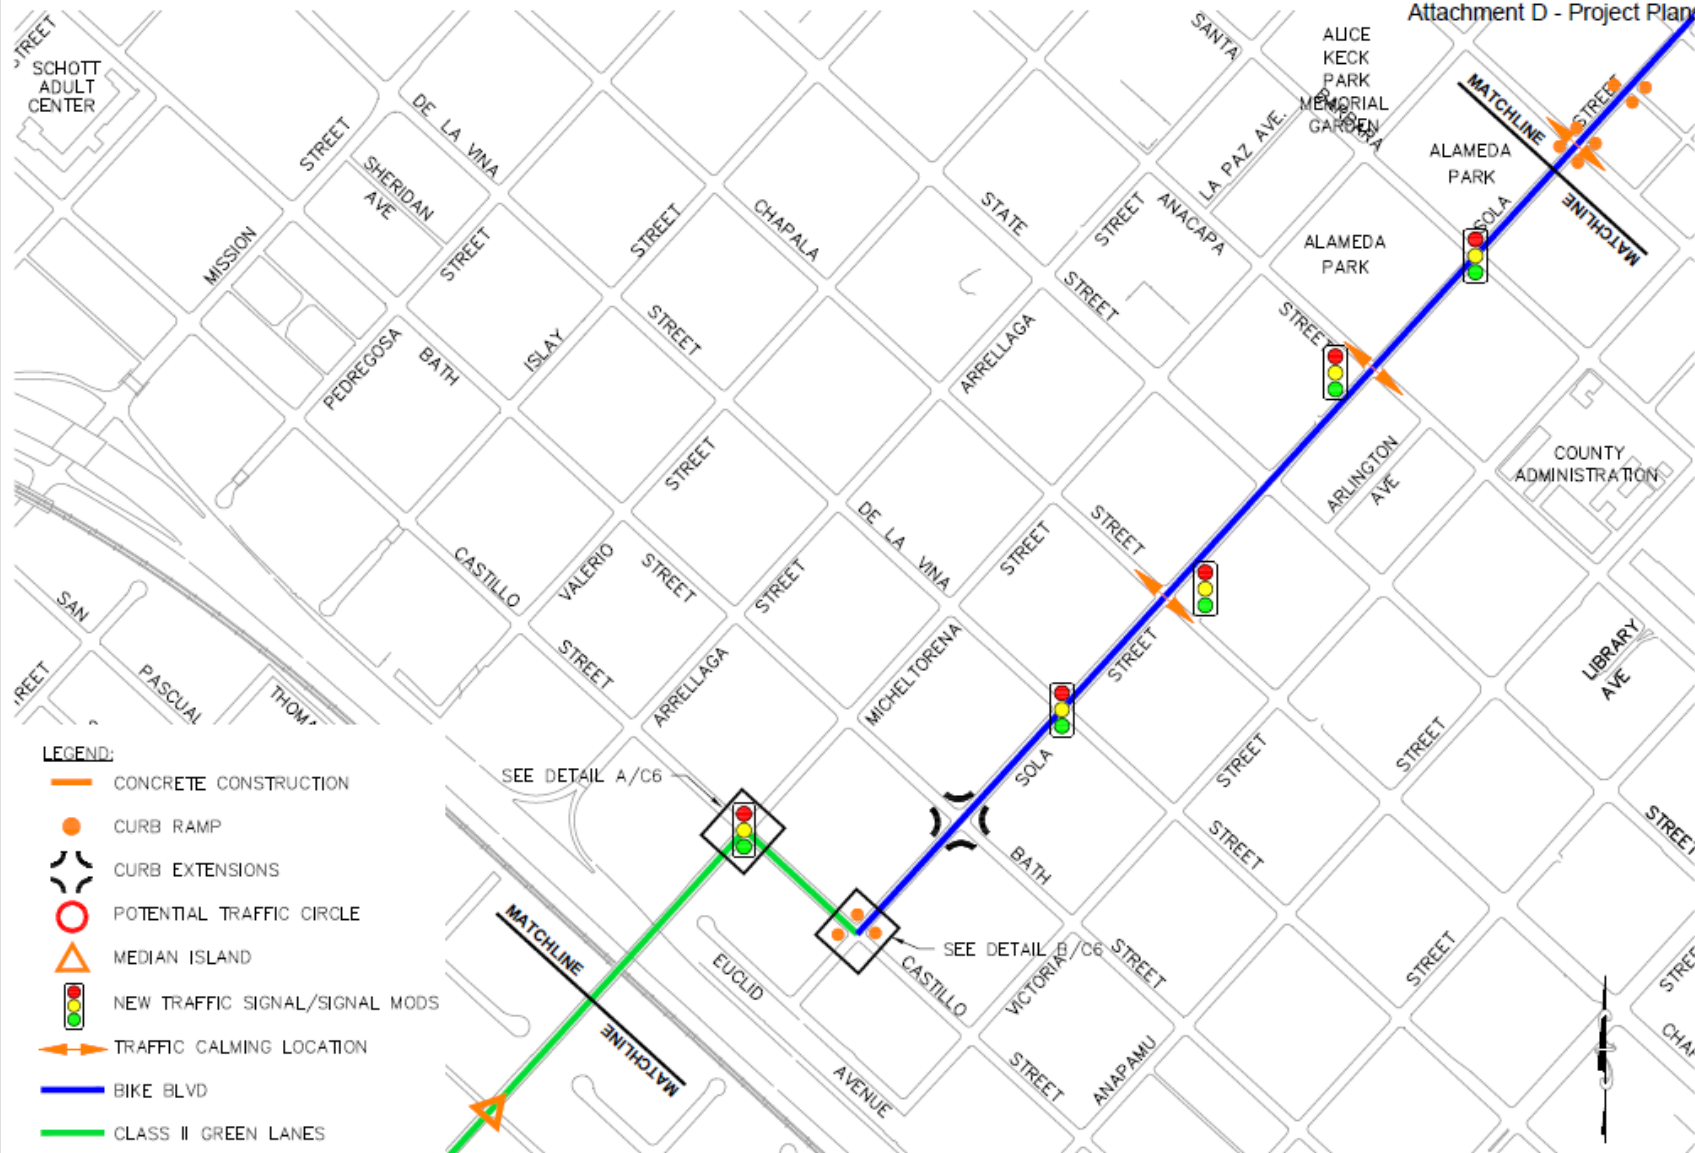 Attachment D - Project Plans
SCHOTT
ADULT
CENTER
STREET
DE LA VINA
STREET
SHERIDAN
AVE
MISSION
STREET
STREET
CHAPALA
STATE
SANTA
BARBARA
ALICE
KECK
PARK
MEMORIAL
GARDEN
LA PAZ AVE.
STREET
ANACAPA
ALAMEDA
PARK
ALAMEDA
PARK
MATCHLINE
MATCHLINE
STREET
SOLA
PEDREGOSA
BATH
ISLAY
STREET
STREET
ARRELLAGA
STREET
STREET
ARLINGTON
AVE
COUNTY
ADMINISTRATION
CASTILLO
VALERIO
STREET
STREET
DE LA VINA
STREET
STREET
SAN
PASCUAL
STREET
ARRELLAGA
MICHELTORENA
STREET
LIBRARY
AVE
SOLA
STREET
STREET
STREET
STREET
SEE DETAIL A/C6
BATH
SEE DETAIL B/C6
MATCHLINE
MATCHLINE
EUCLID
AVENUE
CASTILLO
VICTORIA
STREET
STREET
STREET
ANAPAMU
LEGEND:
CONCRETE CONSTRUCTION
CURB RAMP
CURB EXTENSIONS
POTENTIAL TRAFFIC CIRCLE
MEDIAN ISLAND
NEW TRAFFIC SIGNAL/SIGNAL MODS
TRAFFIC CALMING LOCATION
BIKE BLVD
CLASS II GREEN LANES